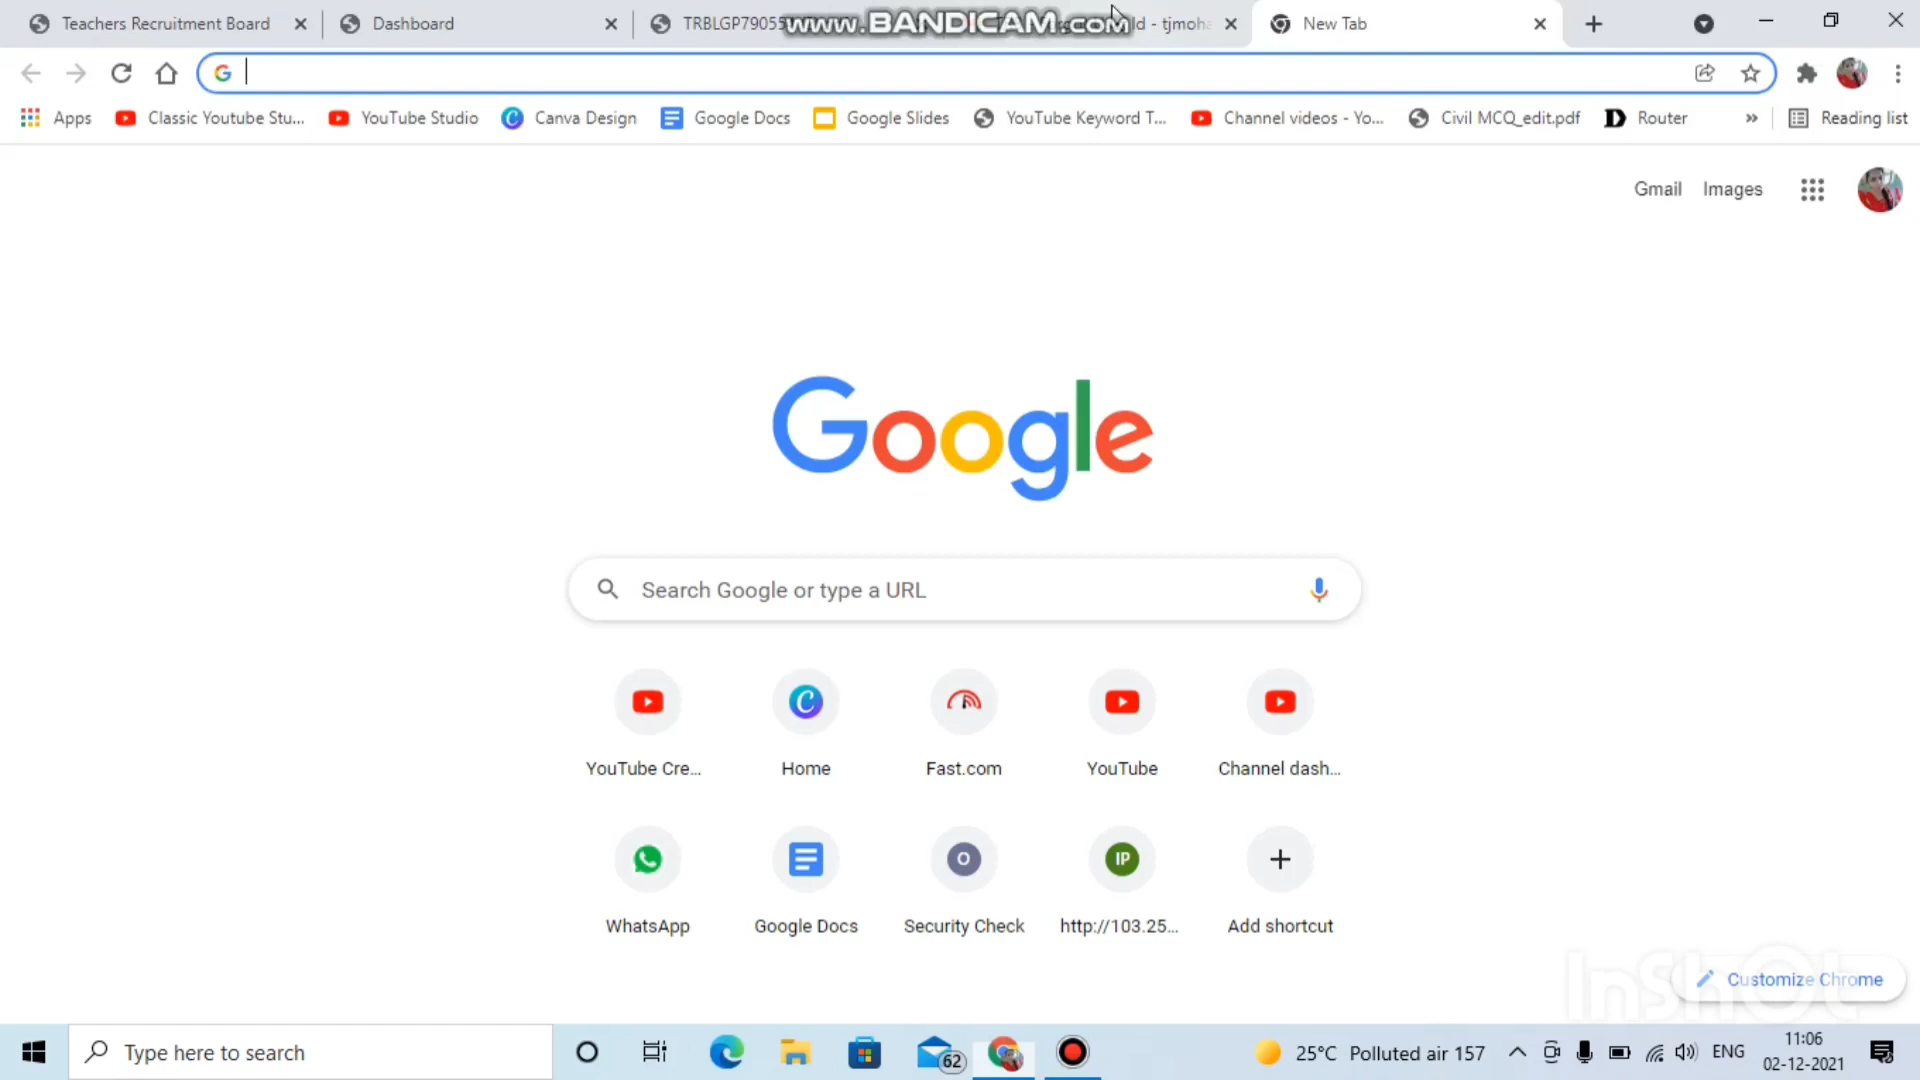 Teachers Recruitment Board
Dashboard
TRBLGP79055
www.BANDICAM.com
ld - tjmoha
New Tab
Apps
Classic Youtube Stu...
YouTube Studio
Canva Design
Google Docs
Google Slides
YouTube Keyword T...
Channel videos - Yo...
Civil MCQ_edit.pdf
Router
»
Reading list
Gmail
Images
Google
Search Google or type a URL
YouTube Cre...
Home
Fast.com
YouTube
Channel dash...
O
IP
WhatsApp
Google Docs
Security Check
http://103.25...
Add shortcut
InShot
Customize Chrome
Type here to search
62
25°C Polluted air 157
ENG
11:06
02-12-2021